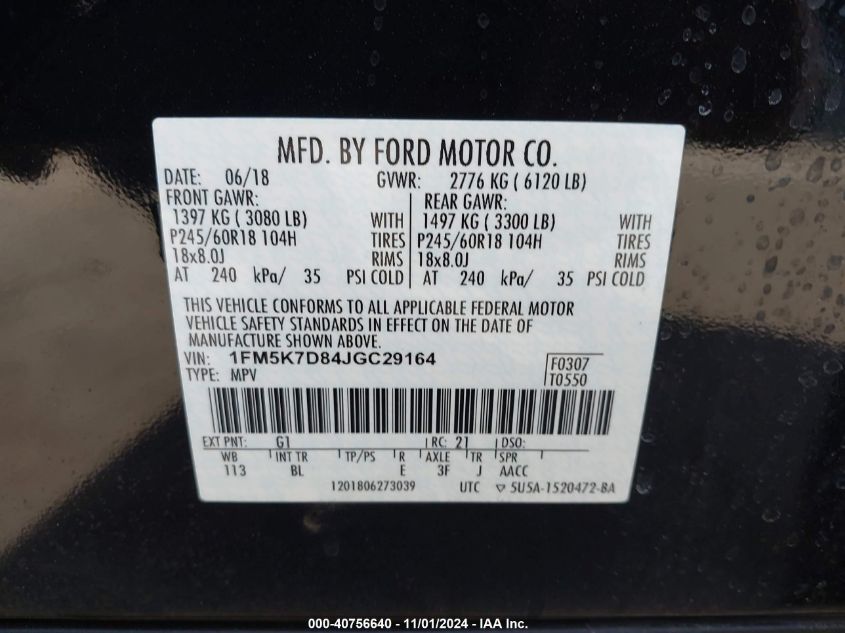 MFD. BY FORD MOTOR CO.
DATE: 06/18 GVWR: 2776 KG ( 6120 LB)
FRONT GAWR: REAR GAWR:
1397 KG ( 3080 LB) WITH 1497 KG ( 3300 LB) WITH
P245/60R18 104H TIRES P245/60R18 104H TIRES
18x8.0J RIMS 18x8.0J RIMS
AT 240 kPa/ 35 PSI COLD AT 240 kPa/ 35 PSI COLD
THIS VEHICLE CONFORMS TO ALL APPLICABLE FEDERAL MOTOR
VEHICLE SAFETY STANDARDS IN EFFECT ON THE DATE OF
MANUFACTURE SHOWN ABOVE.
VIN: 1FM5K7D84JGC29164 F0307
TYPE: MPV T0550
EXT PNT: G1 RC: 21 DSO:
WB INT TR TP/PS R AXLE TR SPR
113 BL E 3F J AACC
1201806273039 UTC ▽ 5U5A-1520472-BA
000-40756640 - 11/01/2024 - IAA Inc.